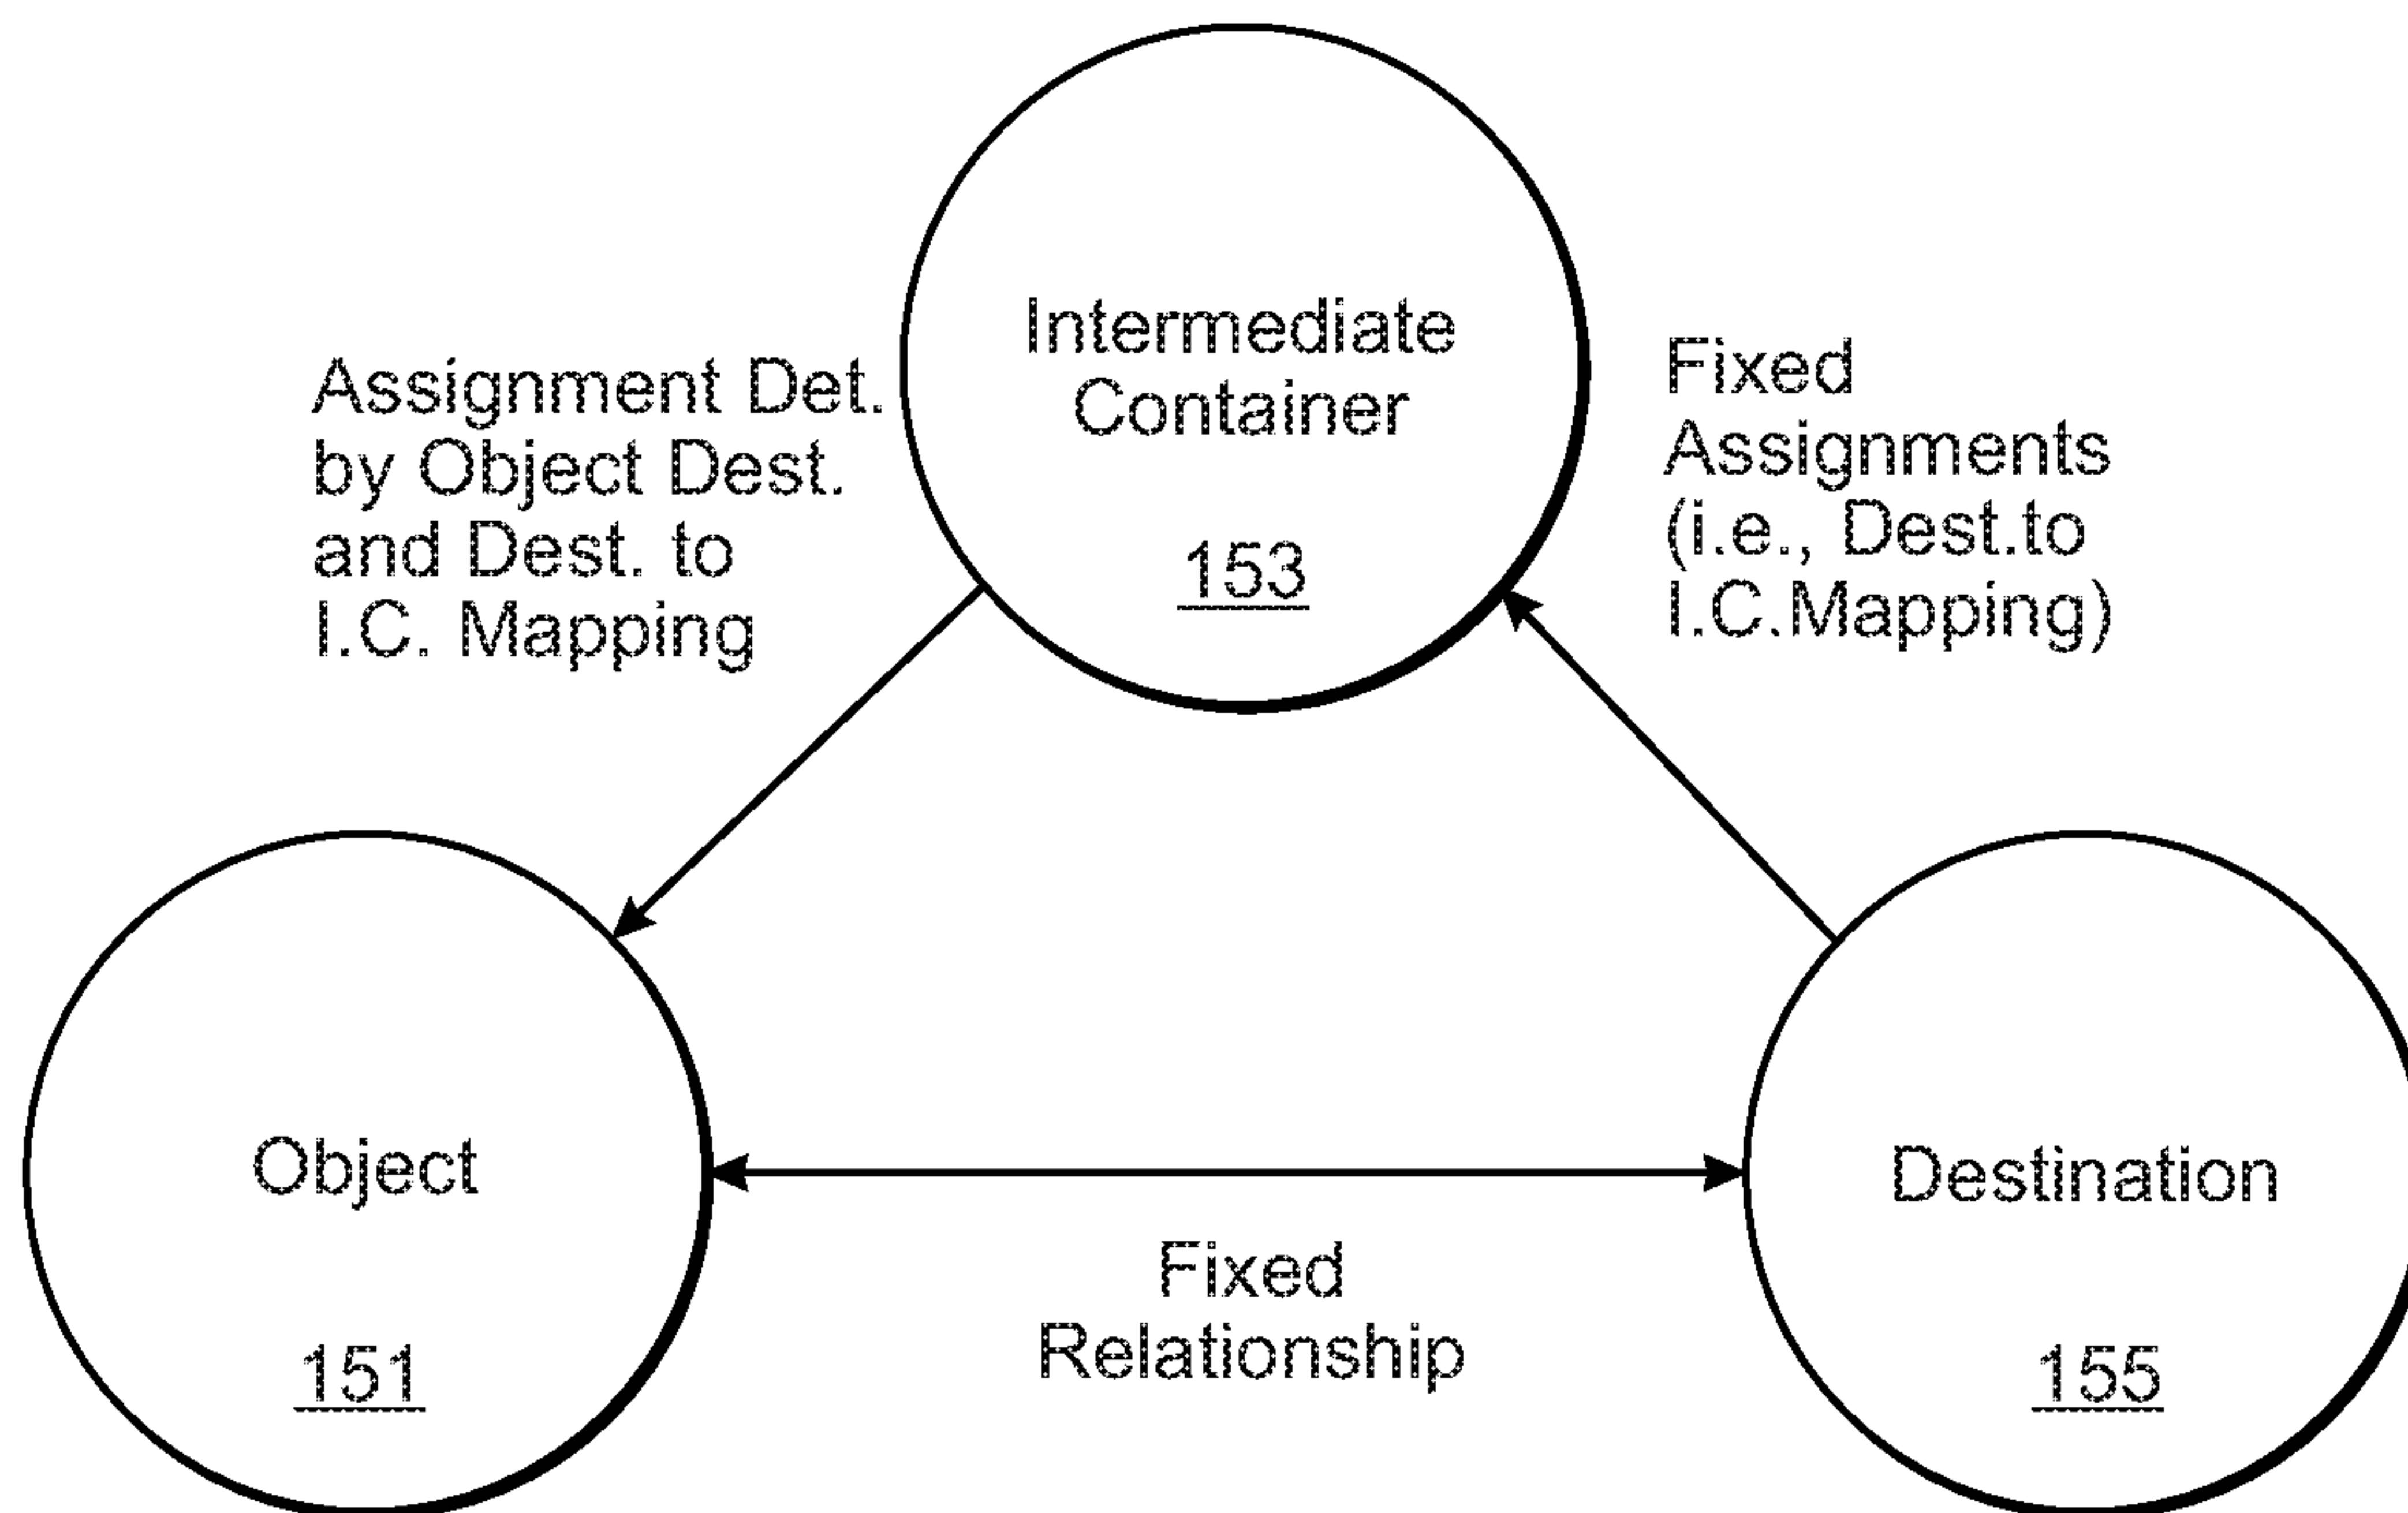 Intermediate
Container
153
Assignment Det.
by Object Dest.
and Dest. to
I.C. Mapping
Fixed
Assignments
(i.e., Dest.to
I.C.Mapping)
Object
151
Fixed
Relationship
Destination
155